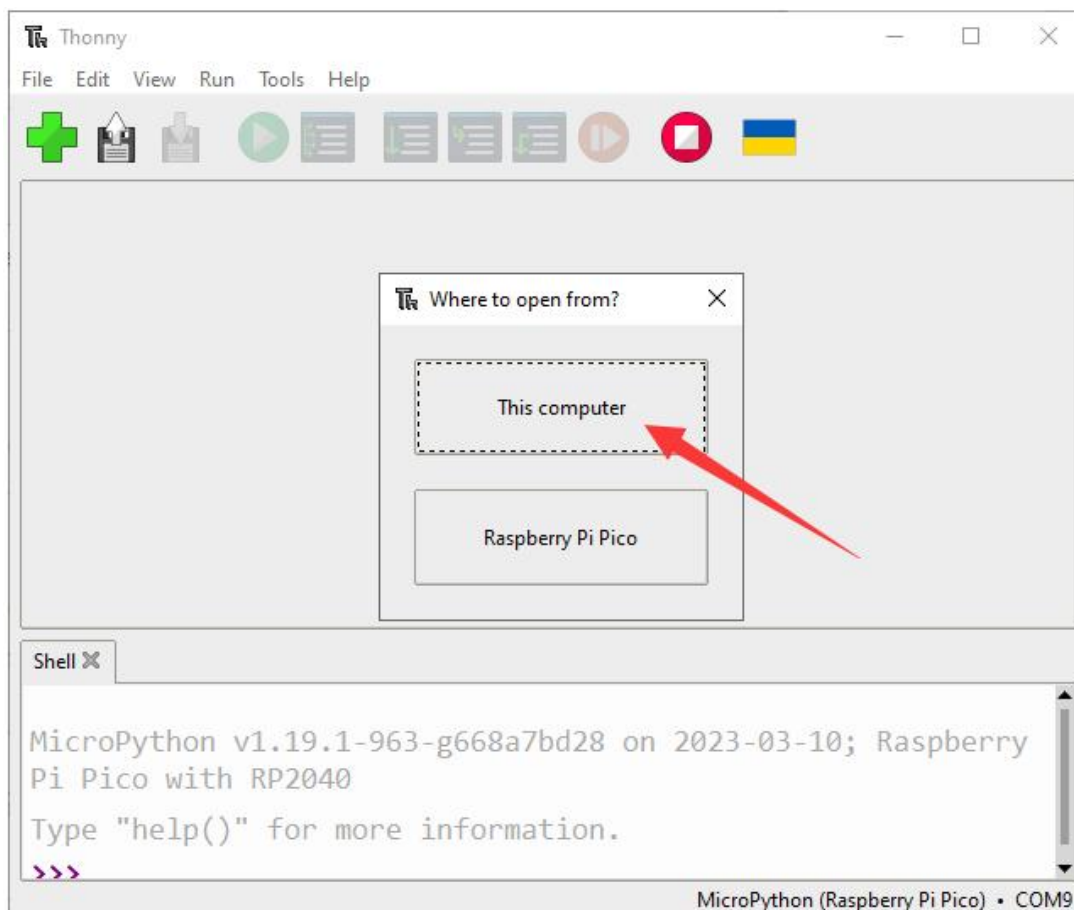 Thonny
File Edit View Run Tools Help
Where to open from?
This computer
Raspberry Pi Pico
Shell
MicroPython v1.19.1-963-g668a7bd28 on 2023-03-10; Raspberry
Pi Pico with RP2040
Type "help()" for more information.
>>>
MicroPython (Raspberry Pi Pico) • COM9